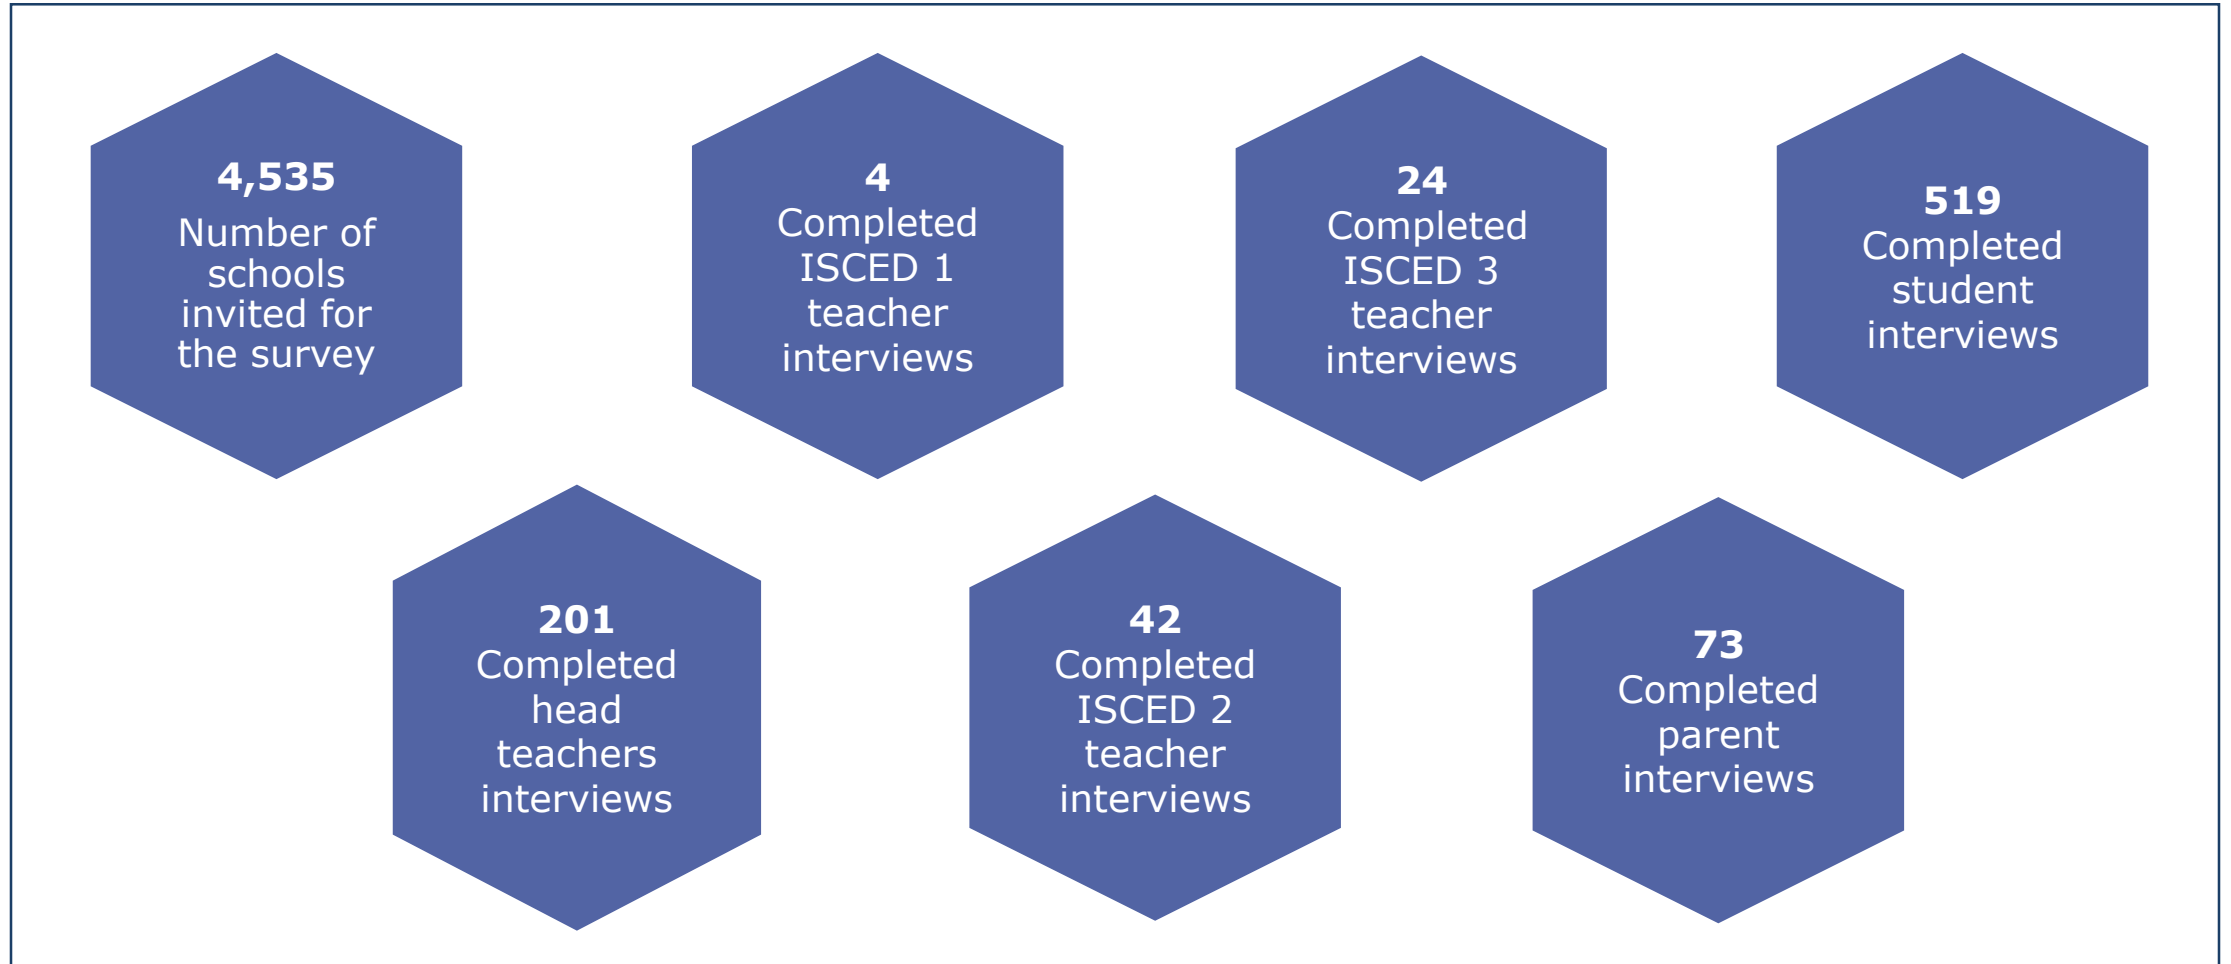 4,535
Number of
schools
invited for
the survey
4
Completed
ISCED 1
teacher
interviews
24
Completed
ISCED 3
teacher
interviews
519
Completed
student
interviews
201
Completed
head
teachers
interviews
42
Completed
ISCED 2
teacher
interviews
73
Completed
parent
interviews